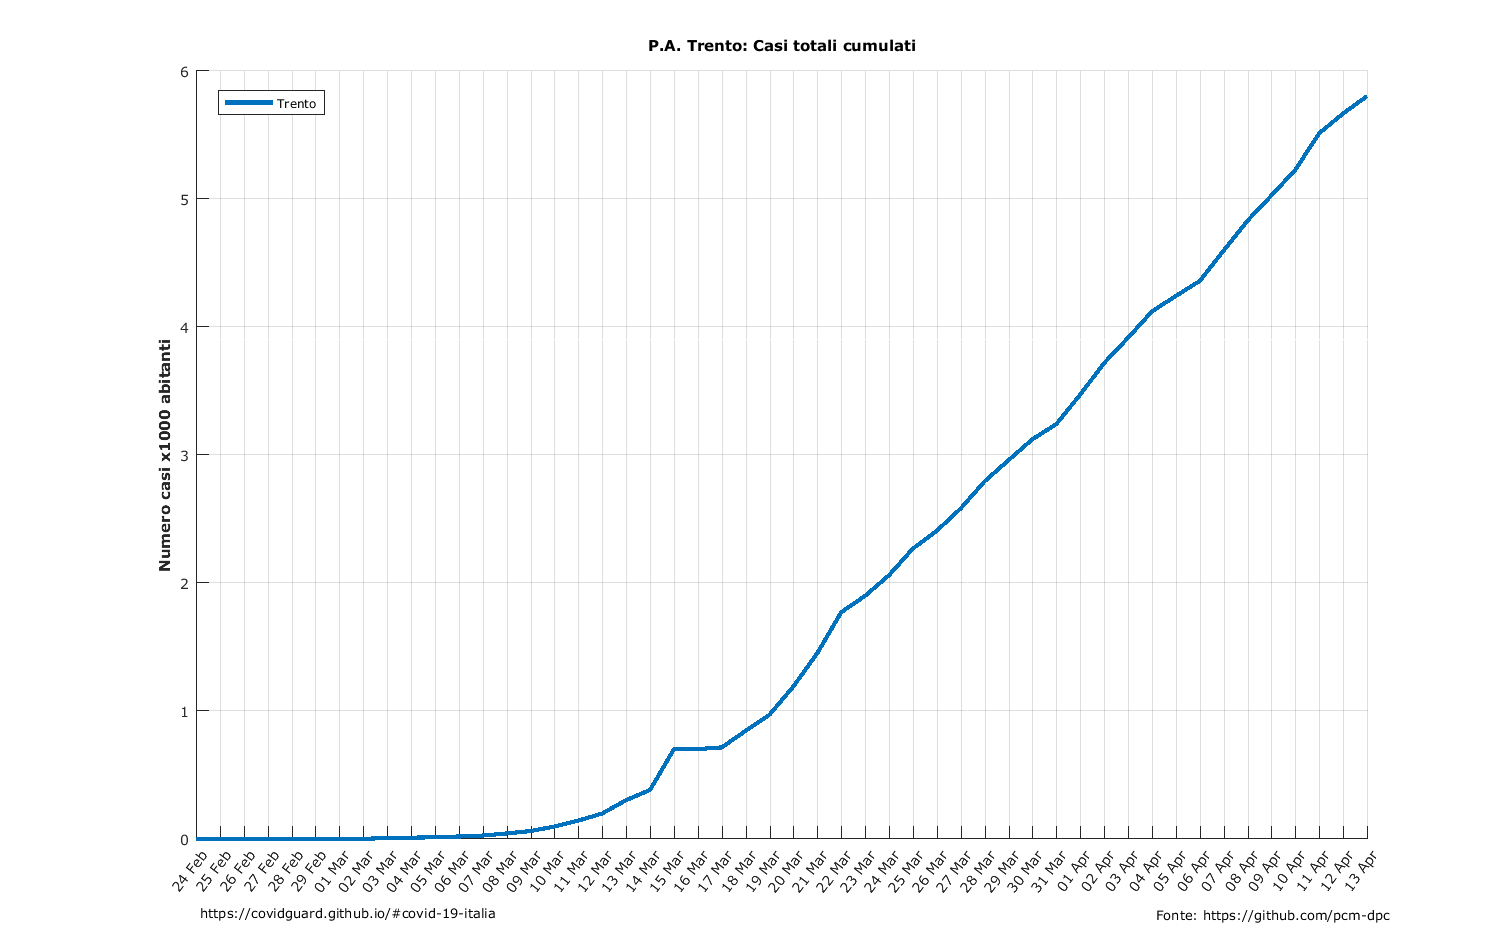 P.A. Trento: Casi totali cumulati
6
Trento
5
4
3
2
1
0
Numero casi x1000 abitanti
24 Feb
25 Feb
26 Feb
27 Feb
28 Feb
29 Feb
01 Mar
02 Mar
03 Mar
04 Mar
05 Mar
06 Mar
07 Mar
08 Mar
09 Mar
10 Mar
11 Mar
12 Mar
13 Mar
14 Mar
15 Mar
16 Mar
17 Mar
18 Mar
19 Mar
20 Mar
21 Mar
22 Mar
23 Mar
24 Mar
25 Mar
26 Mar
27 Mar
28 Mar
29 Mar
30 Mar
31 Mar
01 Apr
02 Apr
03 Apr
04 Apr
05 Apr
06 Apr
07 Apr
08 Apr
09 Apr
10 Apr
11 Apr
12 Apr
13 Apr
https://covidguard.github.io/#covid-19-italia
Fonte: https://github.com/pcm-dpc